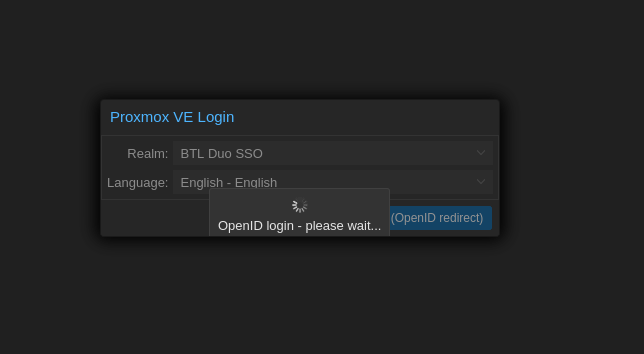 Proxmox VE Login
Realm: BTL Duo SSO
Language: English - English
(OpenID redirect)
OpenID login - please wait...